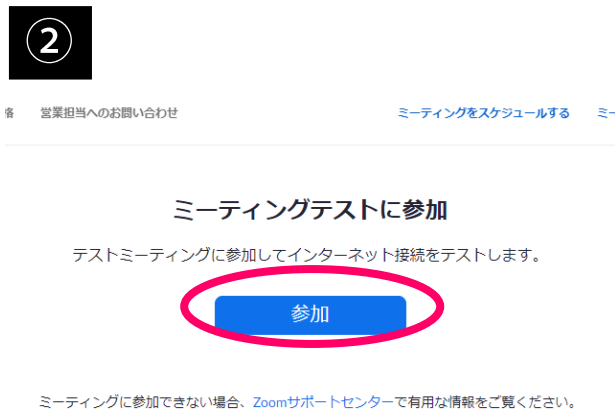 ②
格 営業担当へのお問い合わせ ミーティングをスケジュールする ミー
ミーティングテストに参加
テストミーティングに参加してインターネット接続をテストします。
参加
ミーティングに参加できない場合、Zoomサポートセンターで有用な情報をご覧ください。